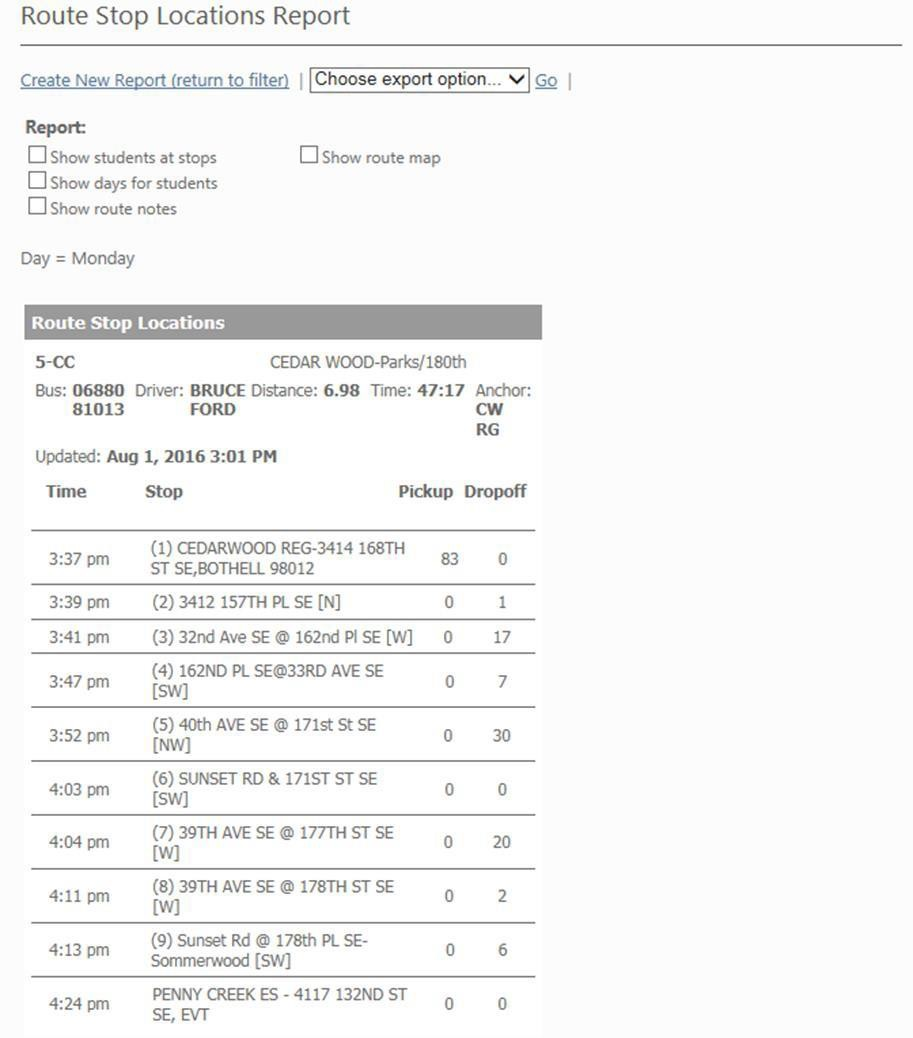 Route Stop Locations Report
Create New Report (return to filter) | Choose export option... Go |
Report:
Show students at stops Show route map
Show days for students
Show route notes
Day = Monday
Route Stop Locations
5-CC CEDAR WOOD-Parks/180th
Bus: 06880 Driver: BRUCE Distance: 6.98 Time: 47:17 Anchor:
81013 FORD CW
RG
Updated: Aug 1, 2016 3:01 PM
Time Stop Pickup Dropoff
3:37 pm (1) CEDARWOOD REG-3414 168TH 83 0
ST SE,BOTHELL 98012
3:39 pm (2) 3412 157TH PL SE [N] 0 1
3:41 pm (3) 32nd Ave SE @ 162nd Pl SE [W] 0 17
3:47 pm (4) 162ND PL SE@33RD AVE SE 0 7
[SW]
3:52 pm (5) 40th AVE SE @ 171st St SE 0 30
[NW]
4:03 pm (6) SUNSET RD & 171ST ST SE 0 0
[SW]
4:04 pm (7) 39TH AVE SE @ 177TH ST SE 0 20
[W]
4:11 pm (8) 39TH AVE SE @ 178TH ST SE 0 2
[W]
4:13 pm (9) Sunset Rd @ 178th PL SE- 0 6
Sommerwood [SW]
4:24 pm PENNY CREEK ES - 4117 132ND ST 0 0
SE, EVT